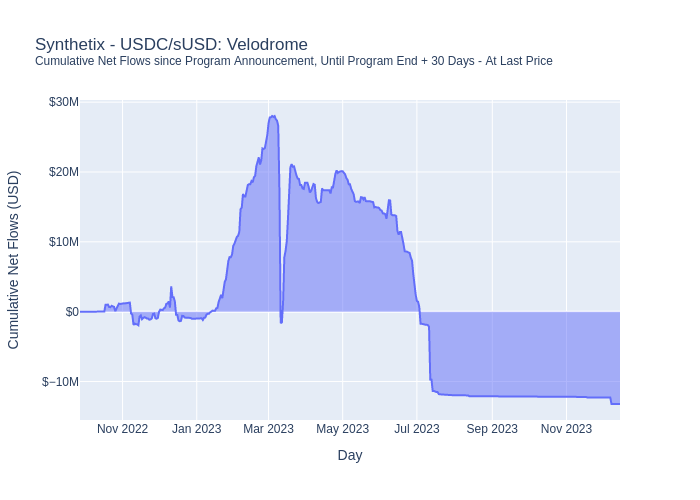 Synthetix - USDC/sUSD: Velodrome
Cumulative Net Flows since Program Announcement, Until Program End + 30 Days - At Last Price
Cumulative Net Flows (USD)
$30M
$20M
$10M
$0
$−10M
Nov 2022
Jan 2023
Mar 2023
May 2023
Jul 2023
Sep 2023
Nov 2023
Day